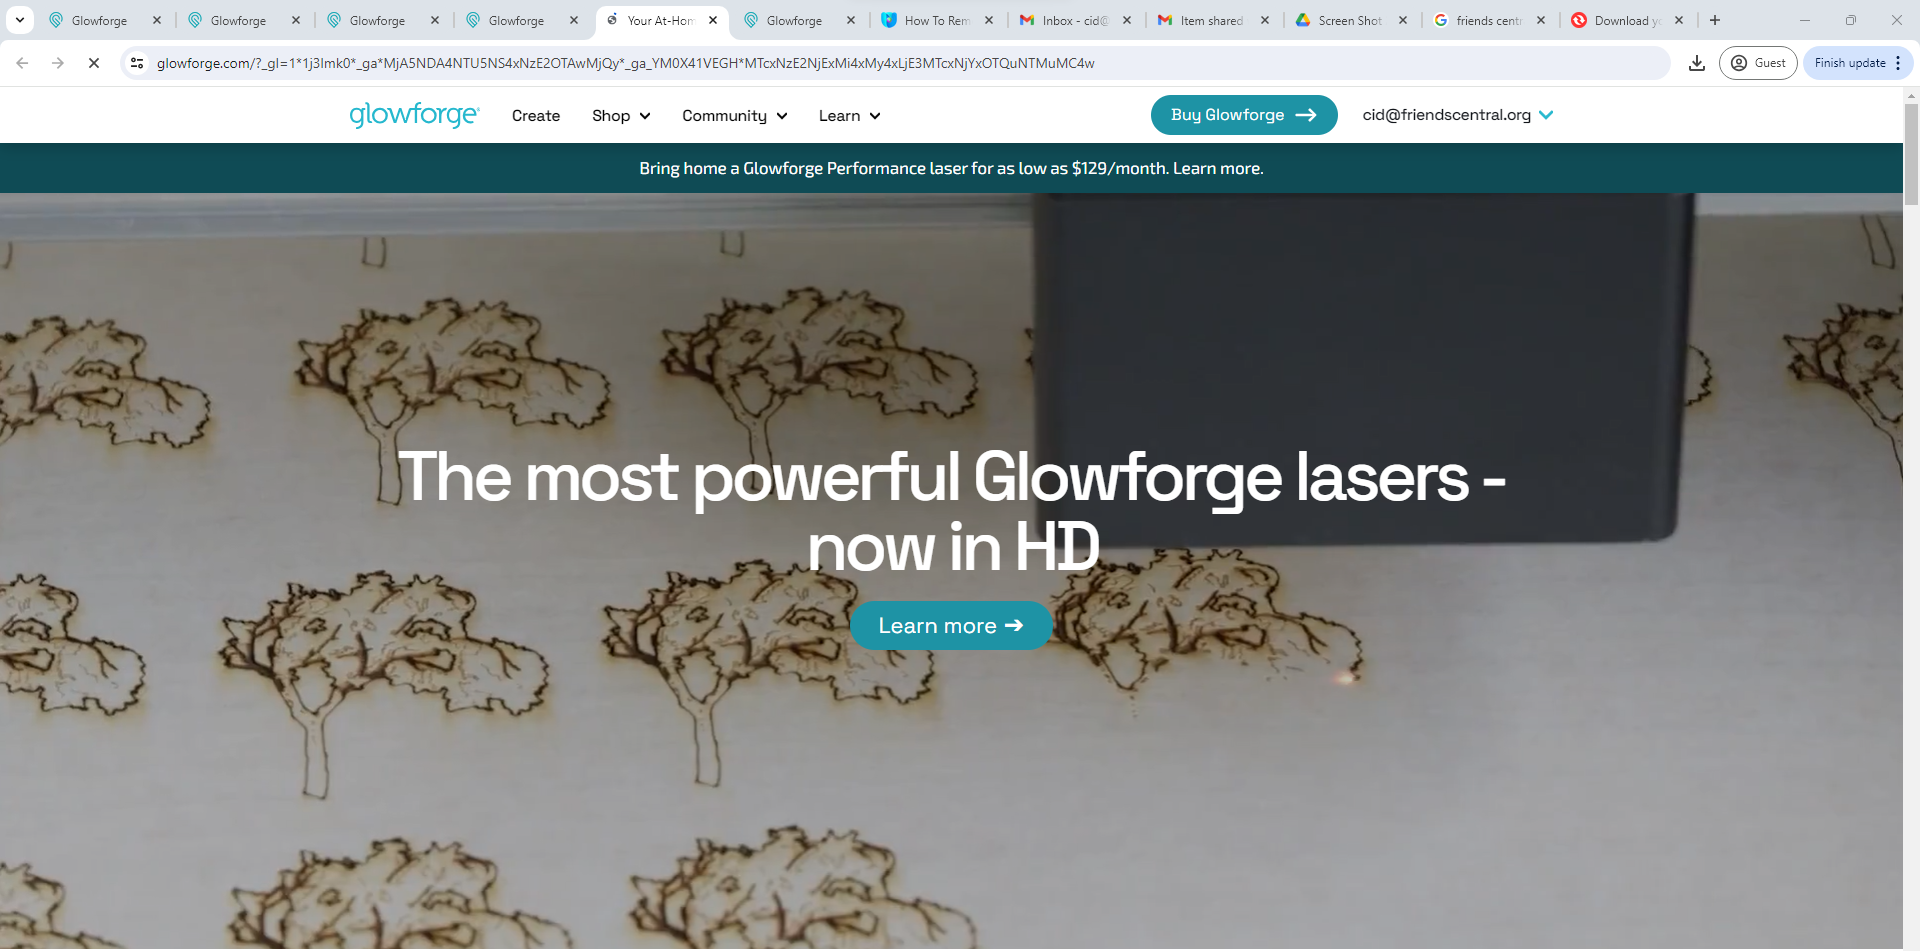 Glowforge
Glowforge
Glowforge
Glowforge
Your At-Hom
Glowforge
How To Rem
Inbox - cid@
Item shared
Screen Shot
friends centr
Download yo
glowforge.com/?_gl=1*1j3lmk0*_ga*MjA5NDA4NTU5NS4xNzE2OTAwMjQy*_ga_YM0X41VEGH*MTcxNzE2NjExMi4xMy4xLjE3MTcxNjYxOTQuNTMuMC4w
Guest
Finish update
glowforge
Create
Shop
Community
Learn
Buy Glowforge
cid@friendscentral.org
Bring home a Glowforge Performance laser for as low as $129/month. Learn more.
The most powerful Glowforge lasers -
now in HD
Learn more